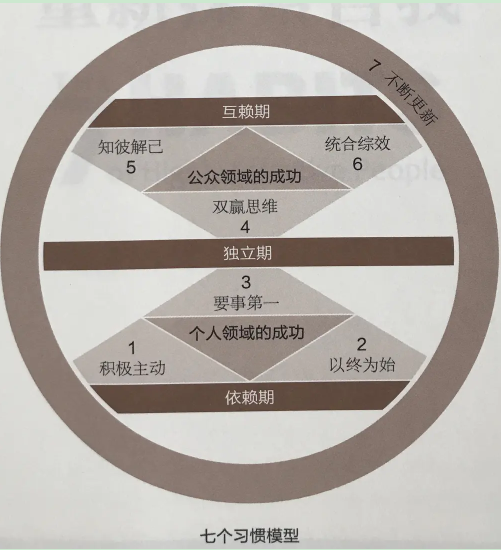 7 不断更新
互赖期
知彼解己
5
统合综效
6
公众领域的成功
双赢思维
4
独立期
3
要事第一
个人领域的成功
1
积极主动
2
以终为始
依赖期
七个习惯模型